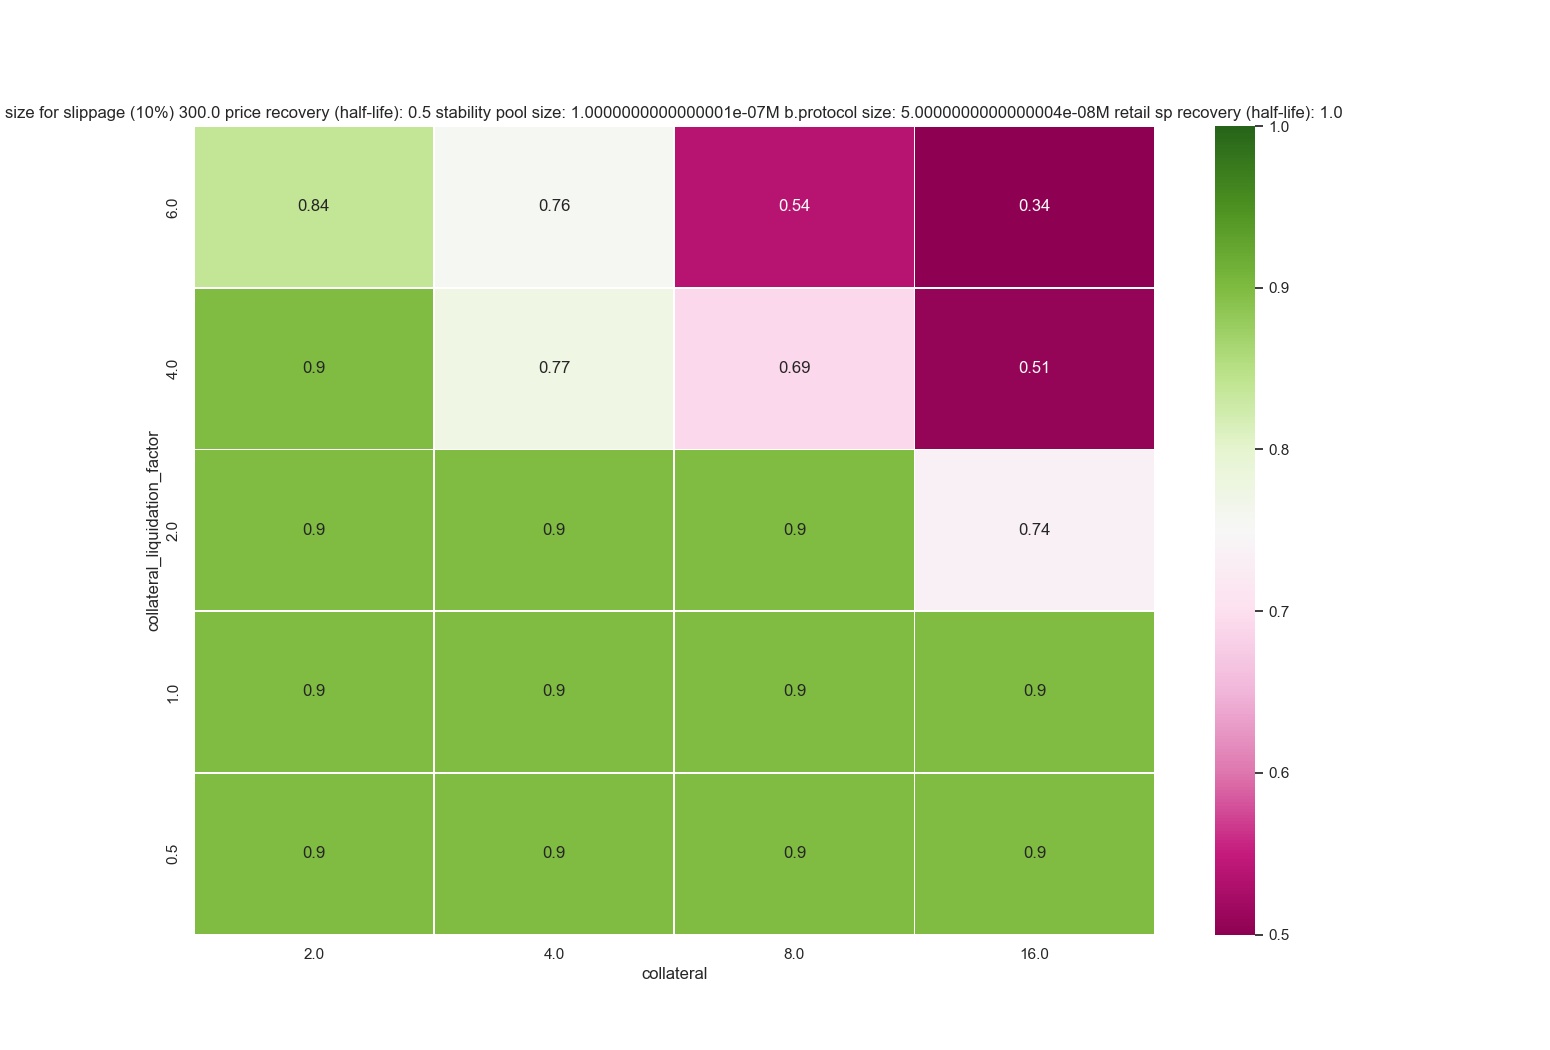 size for slippage (10%) 300.0 price recovery (half-life): 0.5 stability pool size: 1.0000000000000001e-07M b.protocol size: 5.0000000000000004e-08M retail sp recovery (half-life): 1.0
1.0
6.0 0.84 0.76 0.54 0.34
0.9
4.0 0.9 0.77 0.69 0.51
0.8
collateral_liquidation_factor
2.0 0.9 0.9 0.9 0.74
0.7
1.0 0.9 0.9 0.9 0.9
0.6
0.5 0.9 0.9 0.9 0.9
0.5
2.0 4.0 8.0 16.0
collateral